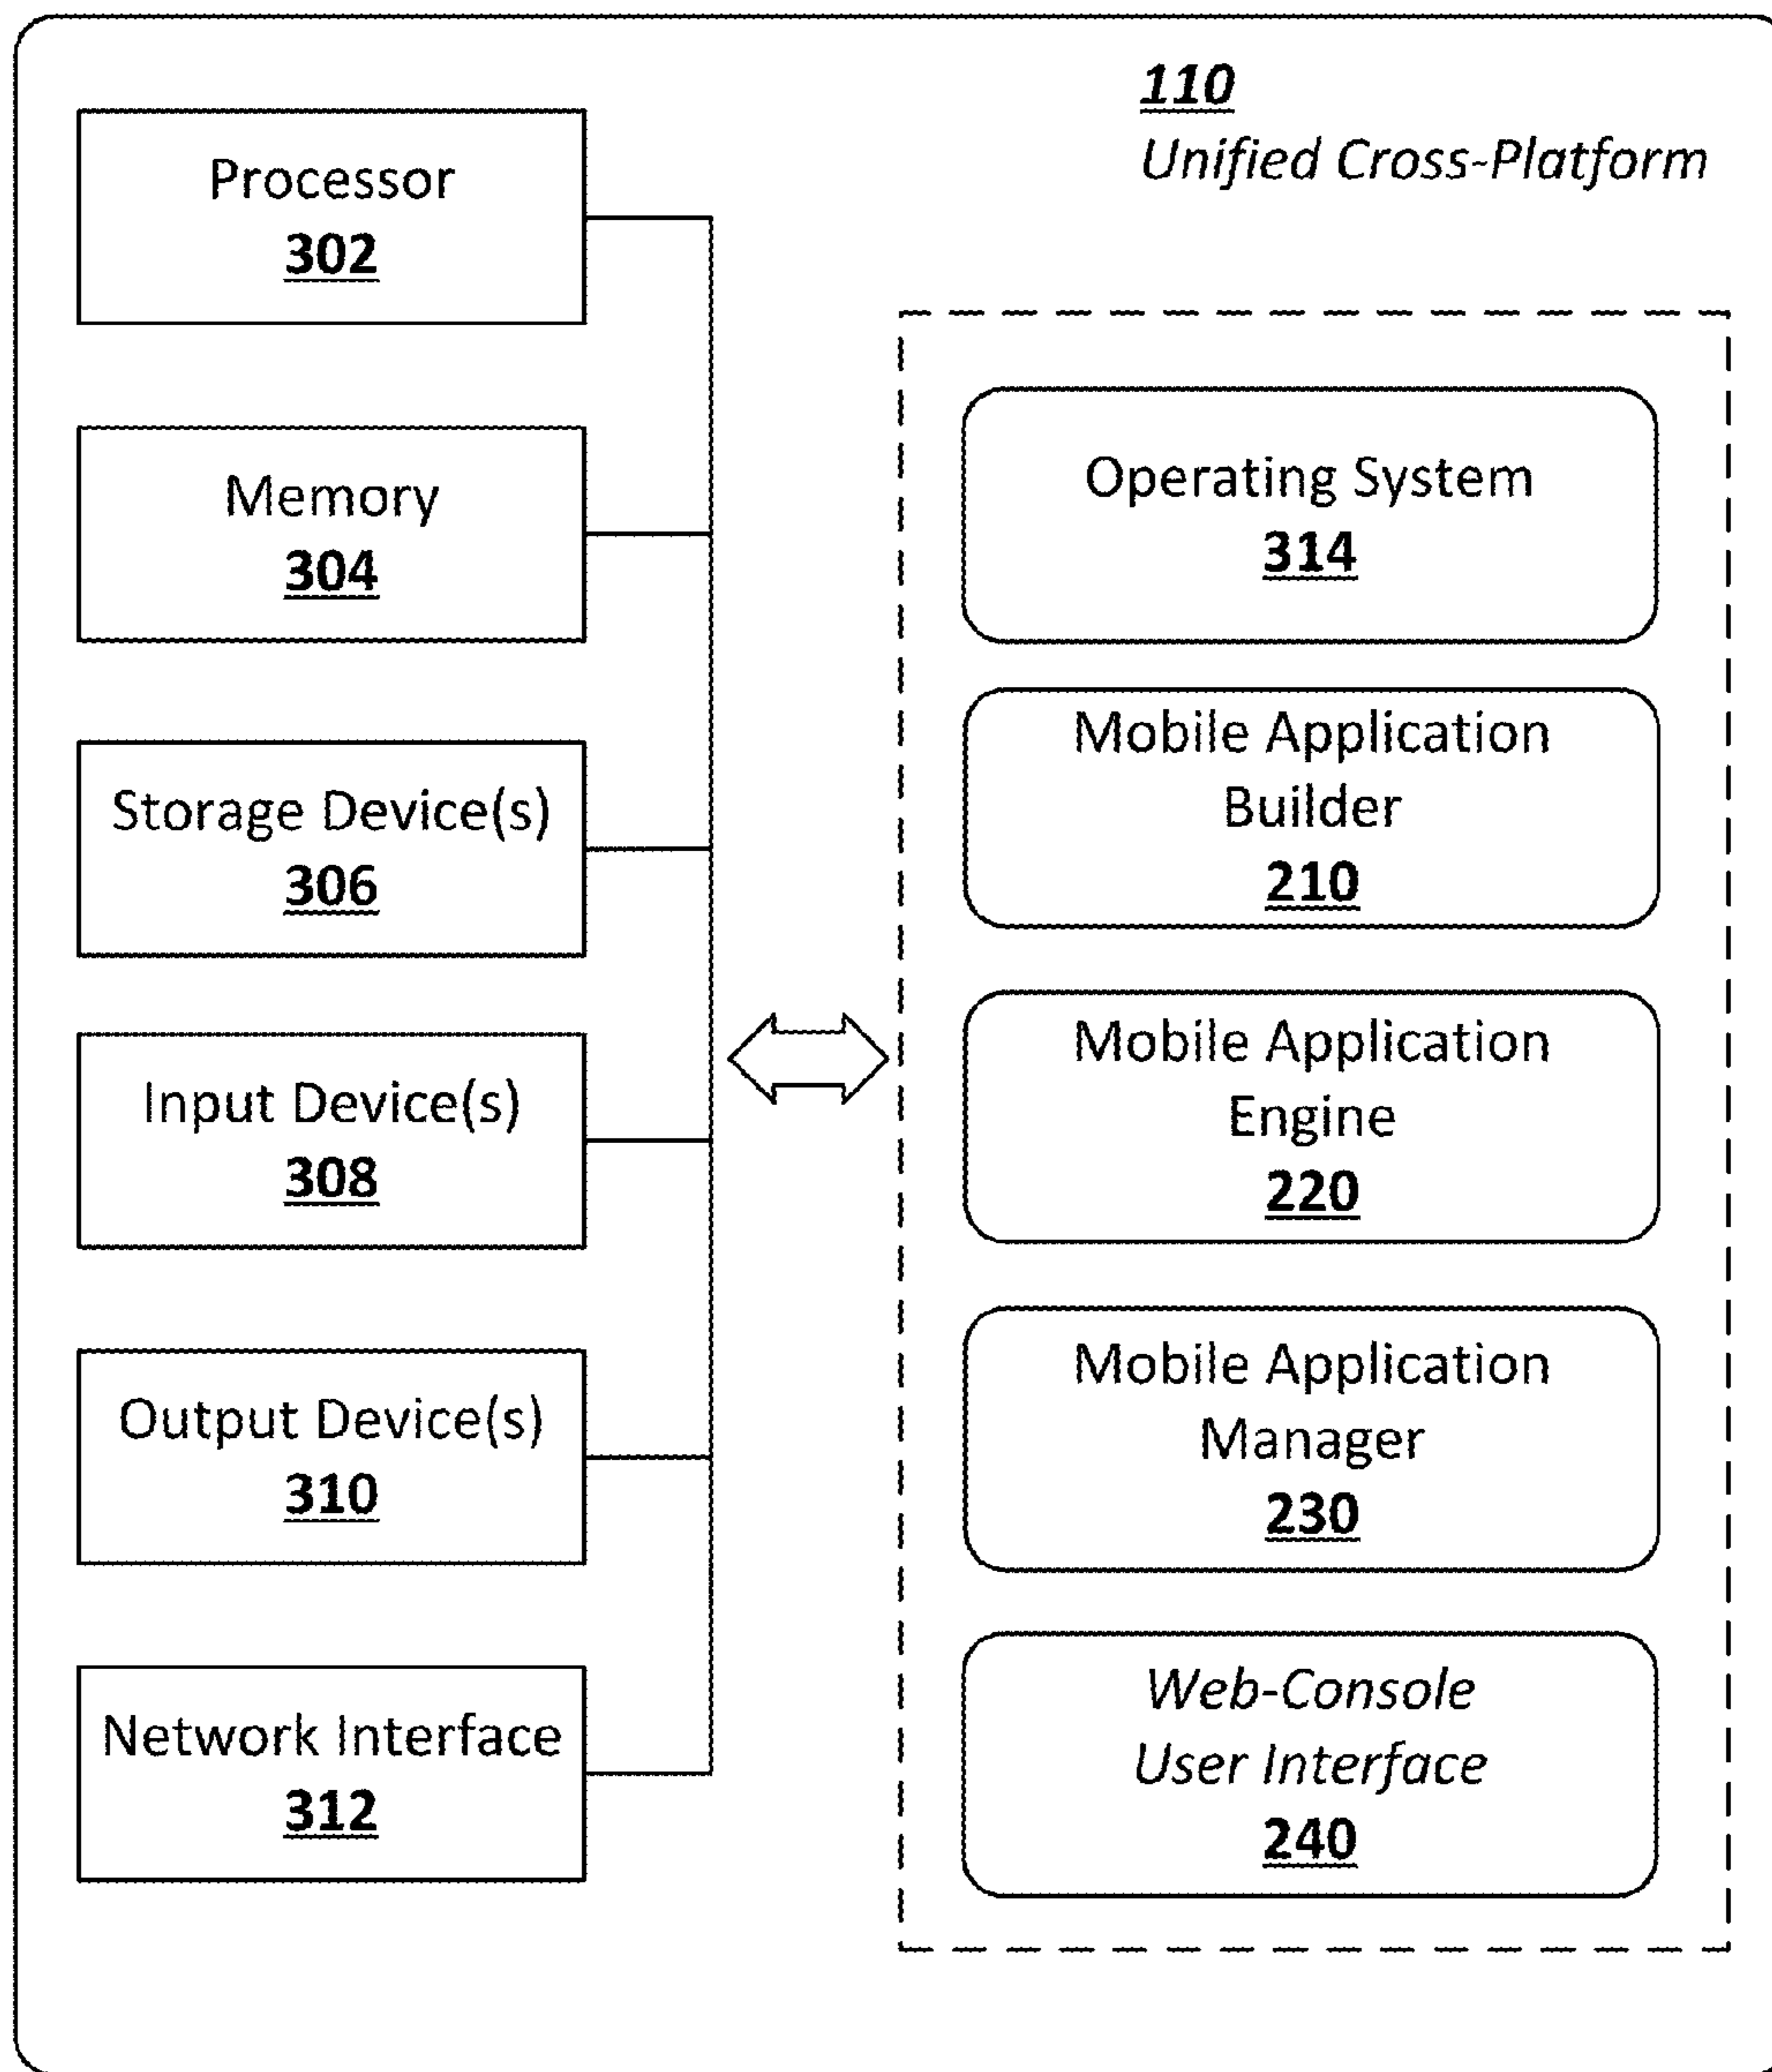 110
Unified Cross-Platform
Processor
302
Memory
304
Storage Device(s)
306
Input Device(s)
308
Output Device(s)
310
Network Interface
312
Operating System
314
Mobile Application
Builder
210
Mobile Application
Engine
220
Mobile Application
Manager
230
Web-Console
User Interface
240